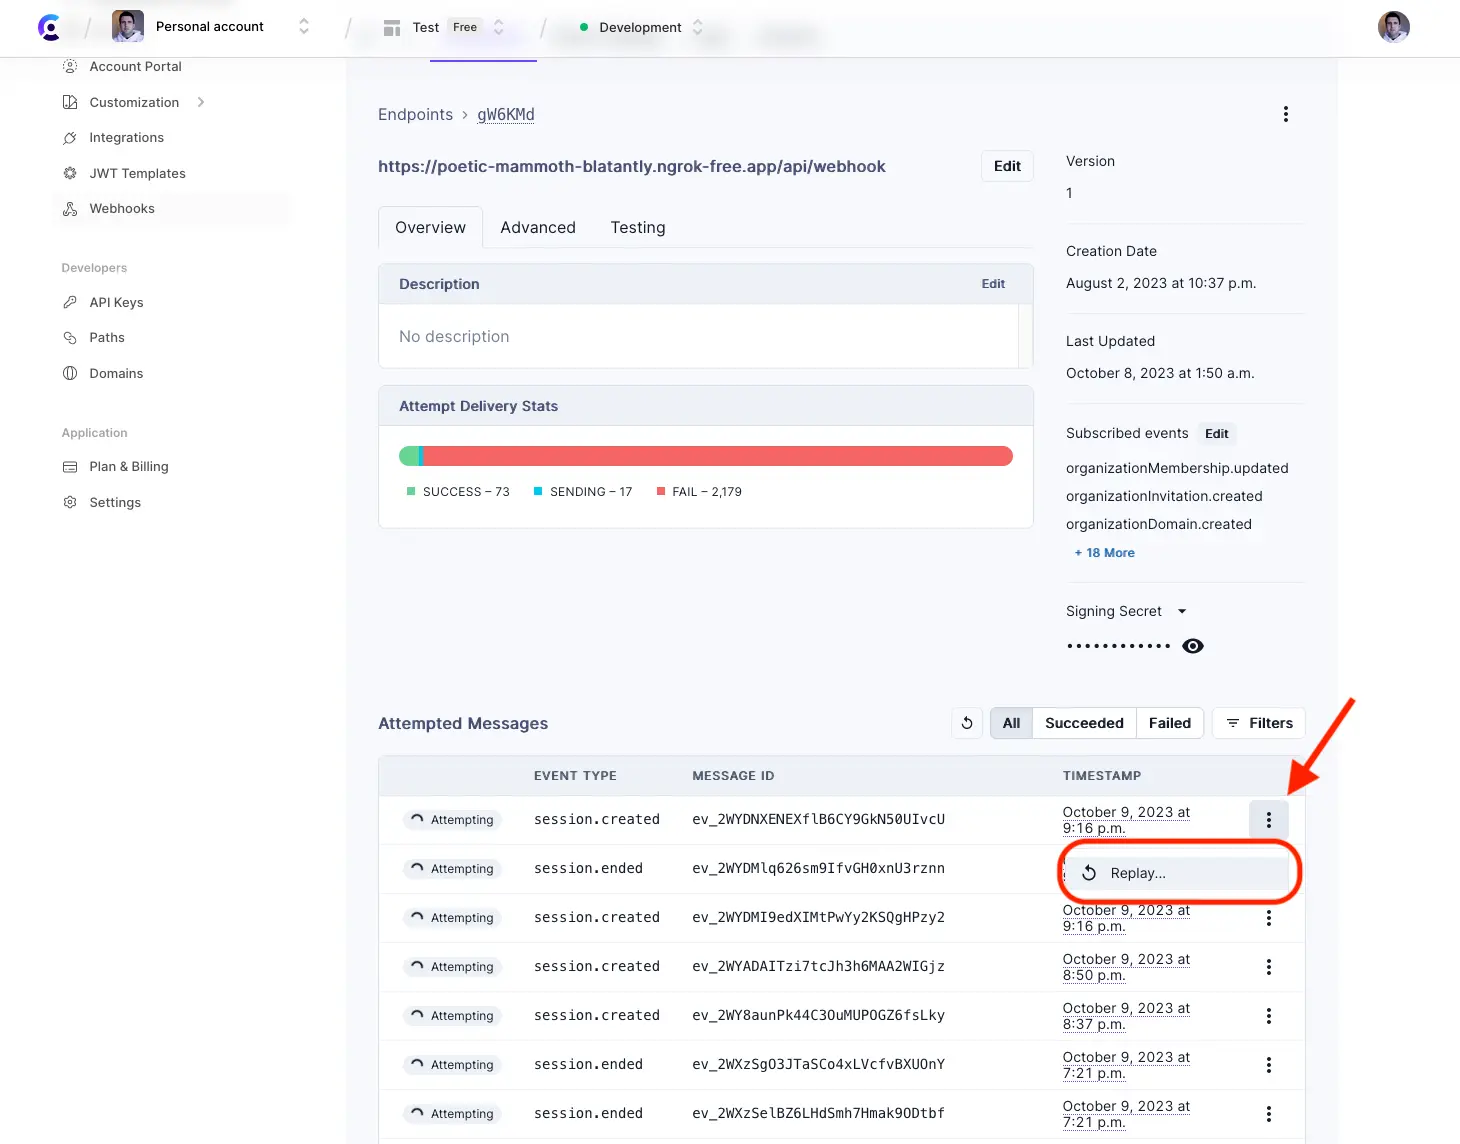 Personal account
Test
Free
Development
Account Portal
Customization
Integrations
JWT Templates
Webhooks
Developers
API Keys
Paths
Domains
Application
Plan & Billing
Settings
Endpoints > gW6KMd
https://poetic-mammoth-blatantly.ngrok-free.app/api/webhook
Edit
Overview
Advanced
Testing
Description
Edit
No description
Attempt Delivery Stats
SUCCESS – 73
SENDING – 17
FAIL – 2,179
Version
1
Creation Date
August 2, 2023 at 10:37 p.m.
Last Updated
October 8, 2023 at 1:50 a.m.
Subscribed events
Edit
organizationMembership.updated
organizationInvitation.created
organizationDomain.created
+ 18 More
Signing Secret
Attempted Messages
All
Succeeded
Failed
Filters
EVENT TYPE
MESSAGE ID
TIMESTAMP
Attempting
session.created
ev_2WYDNXENEXflB6CY9GkN50UIvcU
October 9, 2023 at
9:16 p.m.
Attempting
session.ended
ev_2WYDMlq626sm9IfvGH0xnU3rznn
Replay...
Attempting
session.created
ev_2WYDMI9edXIMtPwYy2KSQgHPzy2
October 9, 2023 at
9:16 p.m.
Attempting
session.created
ev_2WYADAITzi7tcJh3h6MAA2WIGjz
October 9, 2023 at
8:50 p.m.
Attempting
session.created
ev_2WY8aunPk44C3OuMUPOGZ6fsLky
October 9, 2023 at
8:37 p.m.
Attempting
session.ended
ev_2WXzSgO3JTaSCo4xLVcfvBXUOnY
October 9, 2023 at
7:21 p.m.
Attempting
session.ended
ev_2WXzSelBZ6LHdSmh7Hmak9ODtbf
October 9, 2023 at
7:21 p.m.